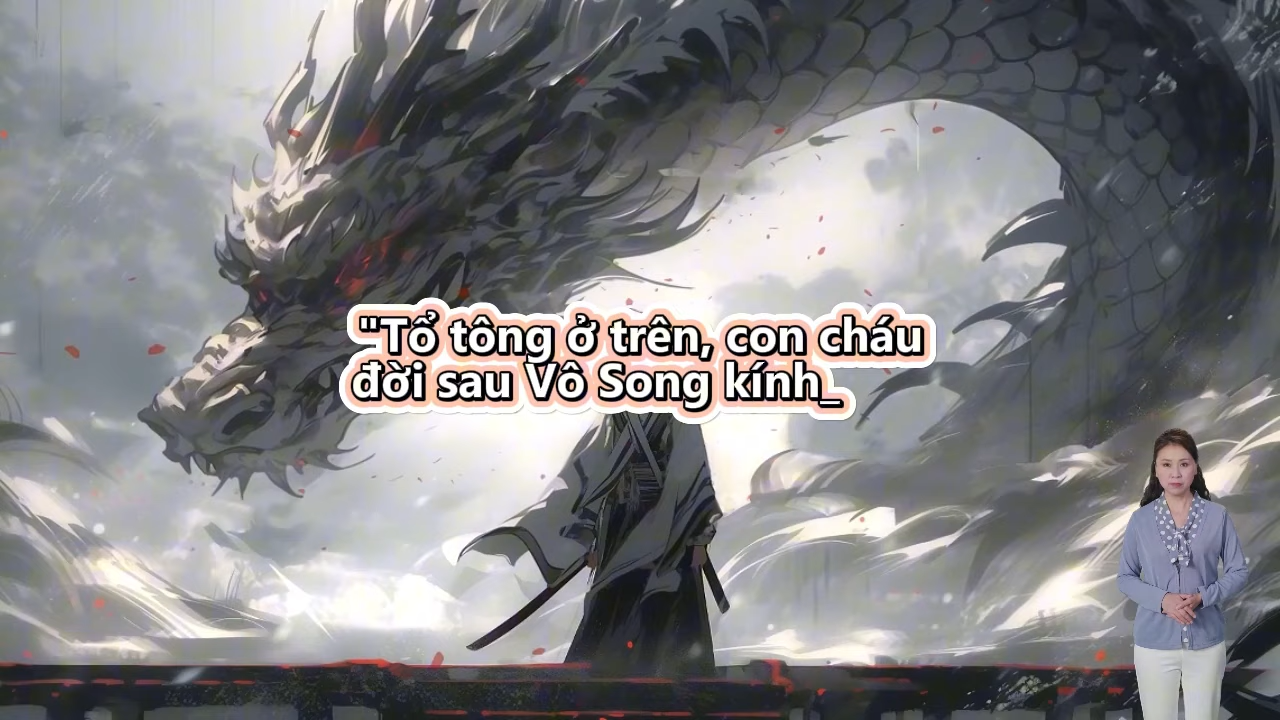 "Tổ tông ở trên, con cháu
đời sau Vô Song kính_